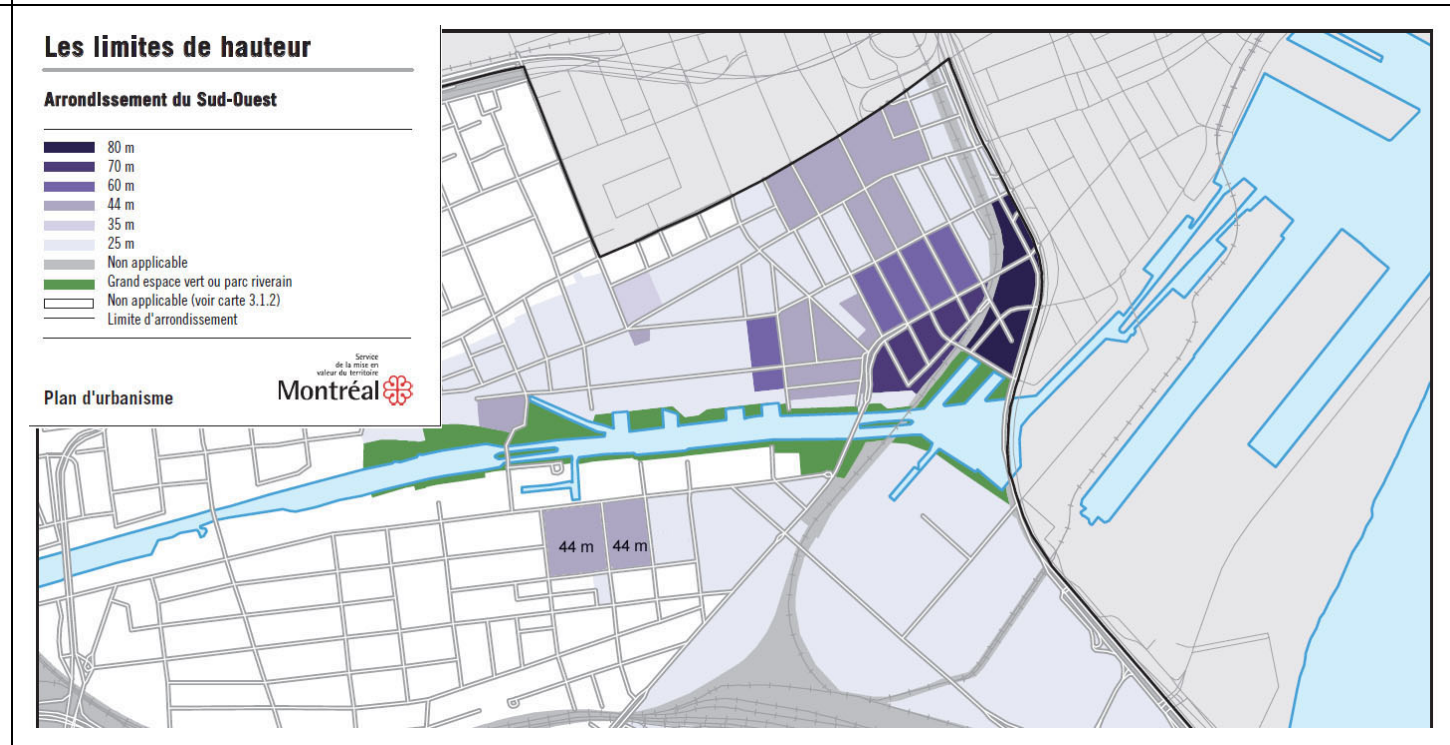 Les limites de hauteur
Arrondissement du Sud-Ouest
80 m
70 m
60 m
44 m
35 m
25 m
Non applicable
Grand espace vert ou parc riverain
Non applicable (voir carte 3.1.2)
Limite d'arrondissement
Plan d'urbanisme
Service
de la mise en
valeur du territoire
Montréal
44 m
44 m